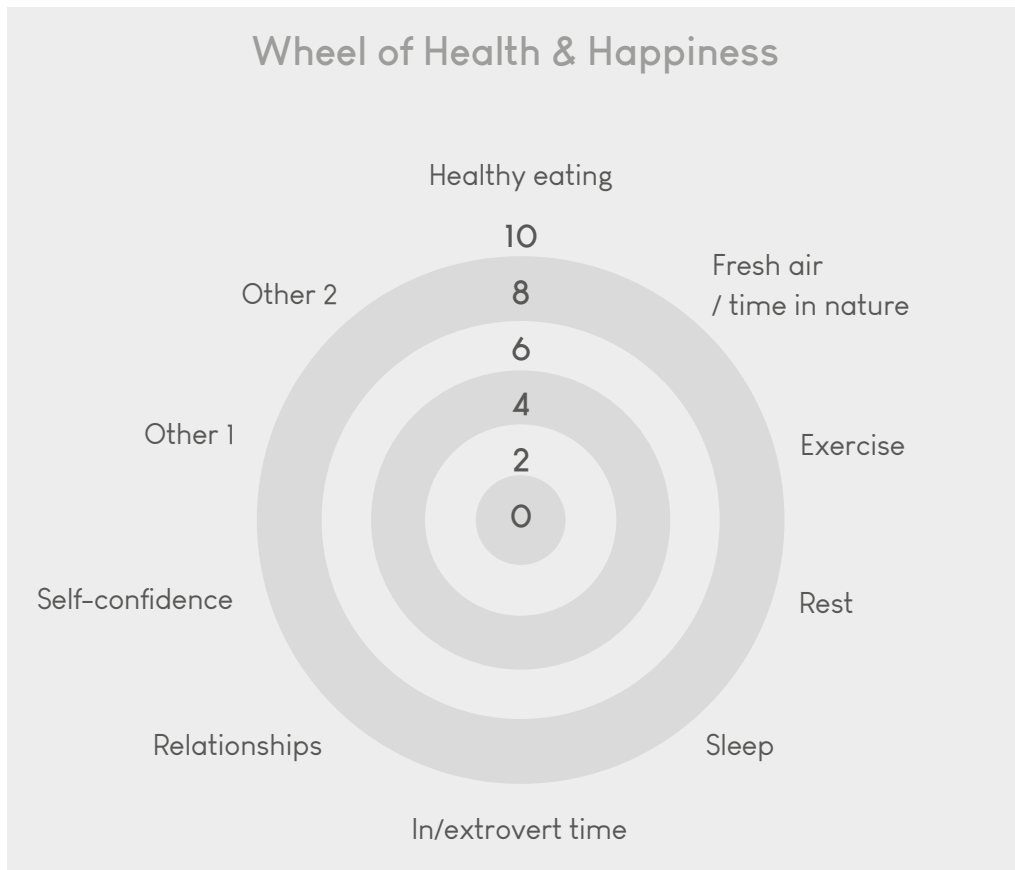 Wheel of Health & Happiness
Healthy eating
10
Fresh air
/ time in nature
Other 2
8
6
4
Other 1
Exercise
2
0
Self-confidence
Rest
Relationships
Sleep
In/extrovert time